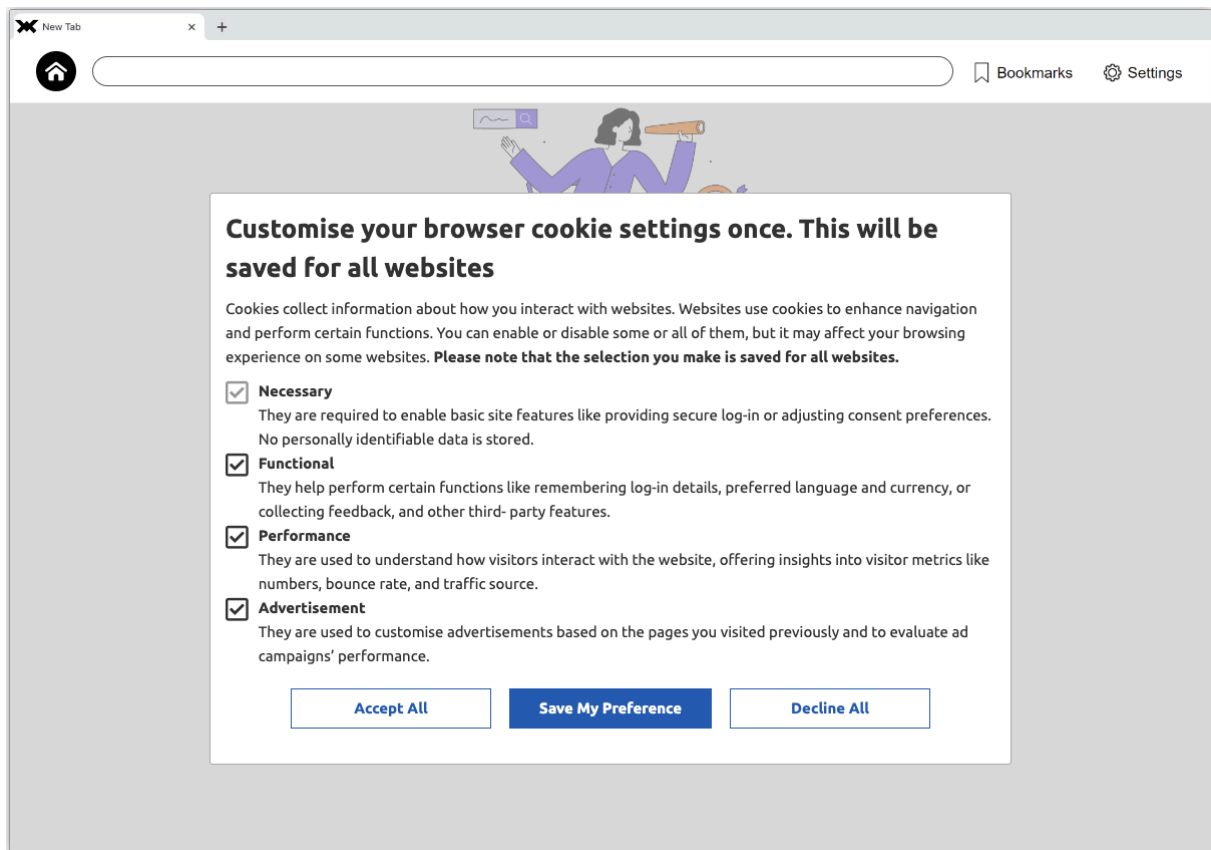 New Tab
Bookmarks
Settings
Customise your browser cookie settings once. This will be
saved for all websites
Cookies collect information about how you interact with websites. Websites use cookies to enhance navigation
and perform certain functions. You can enable or disable some or all of them, but it may affect your browsing
experience on some websites. Please note that the selection you make is saved for all websites.
Necessary
They are required to enable basic site features like providing secure log-in or adjusting consent preferences.
No personally identifiable data is stored.
Functional
They help perform certain functions like remembering log-in details, preferred language and currency, or
collecting feedback, and other third- party features.
Performance
They are used to understand how visitors interact with the website, offering insights into visitor metrics like
numbers, bounce rate, and traffic source.
Advertisement
They are used to customise advertisements based on the pages you visited previously and to evaluate ad
campaigns’ performance.
Accept All
Save My Preference
Decline All